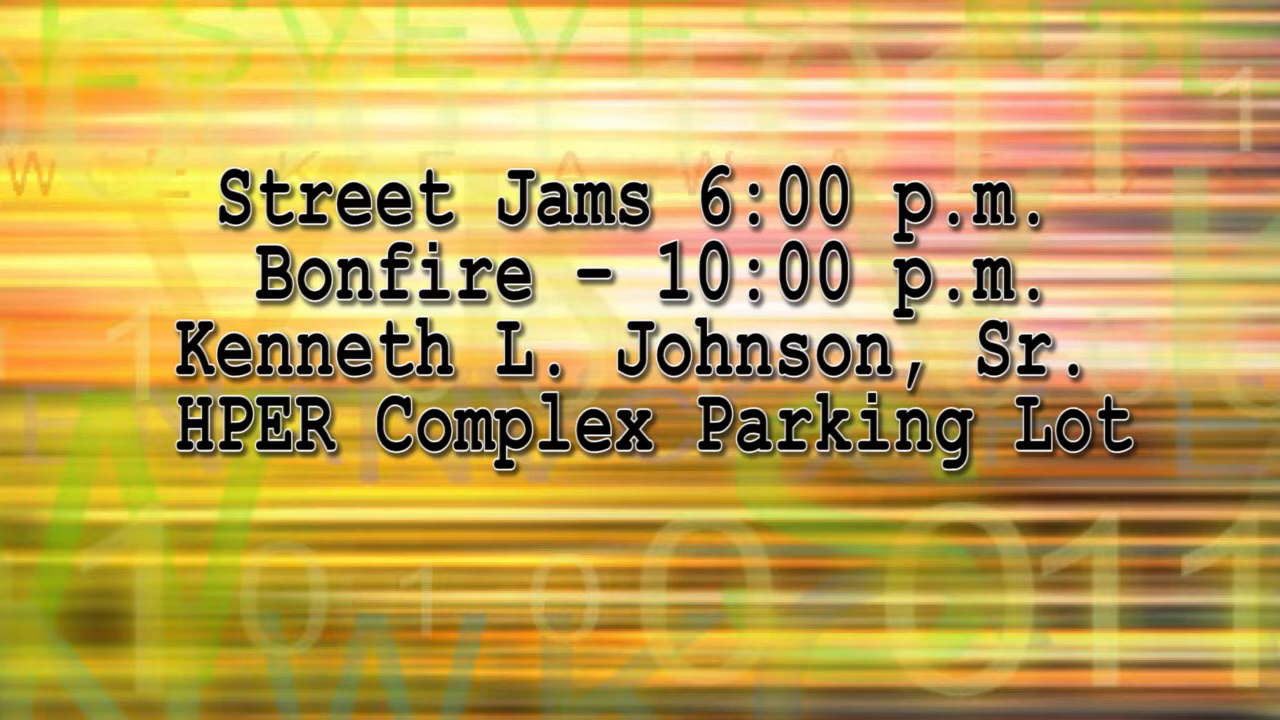 Street Jams 6:00 p.m.
Bonfire - 10:00 p.m.
Kenneth L. Johnson, Sr.
HPER Complex Parking Lot